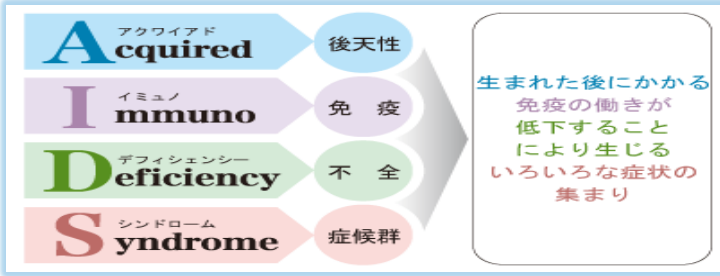 アクワイアド
Acquired
後天性
イミュノ
Immuno
免 疫
デフィシェンシー
Deficiency
不 全
シンドローム
Syndrome
症候群
生まれた後にかかる
免疫の働きが
低下すること
により生じる
いろいろな症状の
集まり